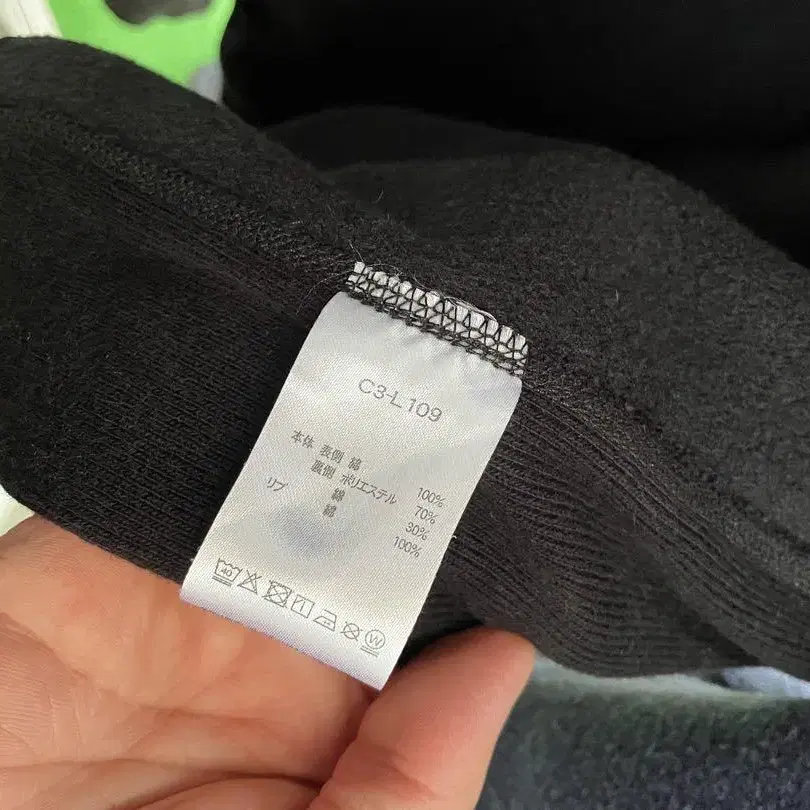 C3-L109
本体 表側 綿 100%
裏側 ポリエステル 70%
綿 30%
リブ 綿 100%
40 W